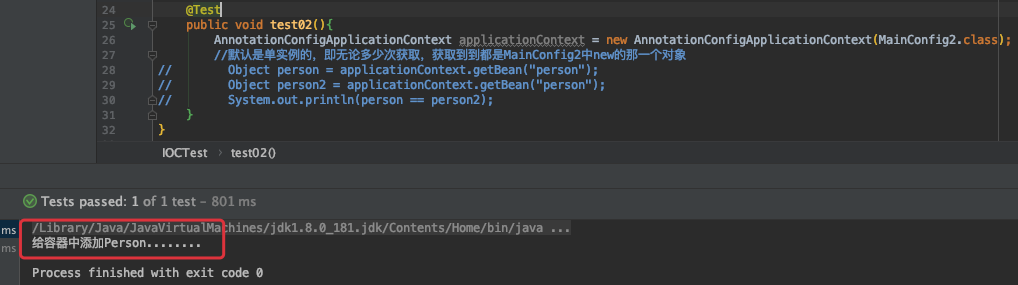 24 @Test
25 public void test02(){
26 AnnotationConfigApplicationContext applicationContext = new AnnotationConfigApplicationContext(MainConfig2.class);
27 //默认是单实例的，即无论多少次获取，获取到到都是MainConfig2中new的那一个对象
28 // Object person = applicationContext.getBean("person");
29 // Object person2 = applicationContext.getBean("person");
30 // System.out.println(person == person2);
31 }
32 }
IOCTest › test02()
Tests passed: 1 of 1 test – 801 ms
ms /Library/Java/JavaVirtualMachines/jdk1.8.0_181.jdk/Contents/Home/bin/java ...
ms 给容器中添加Person........
Process finished with exit code 0